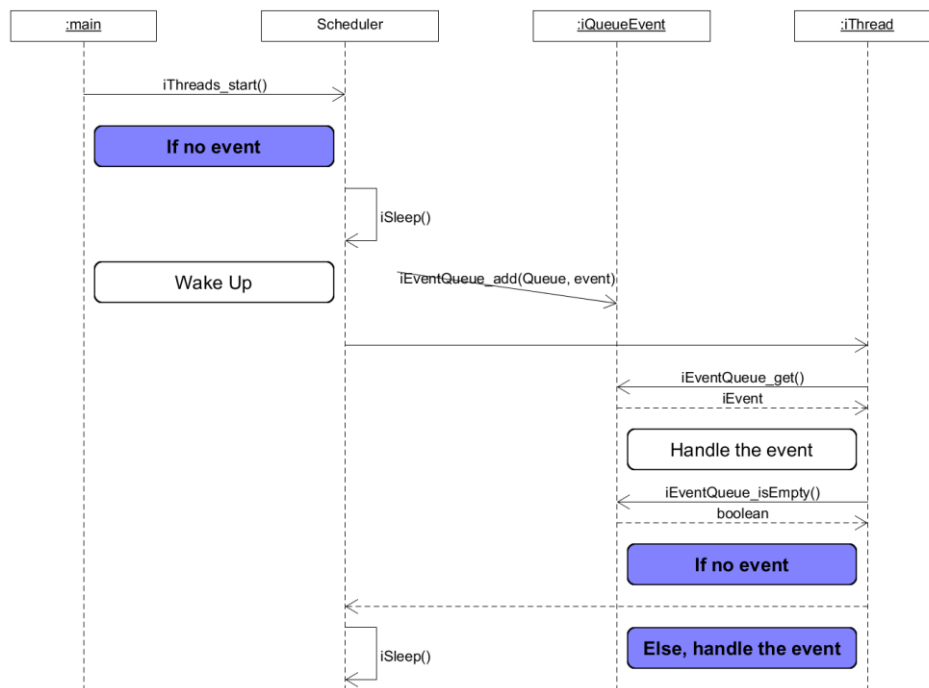 :main
Scheduler
:iQueueEvent
:iThread
iThreads_start()
If no event
iSleep()
Wake Up
iEventQueue_add(Queue, event)
iEventQueue_get()
iEvent
Handle the event
iEventQueue_isEmpty()
boolean
If no event
Else, handle the event
iSleep()